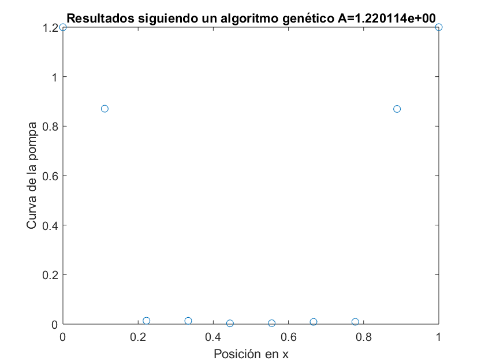 Resultados siguiendo un algoritmo genético A=1.220114e+00
1.2
1
0.8
0.6
0.4
0.2
0
Curva de la pompa
0 0.2 0.4 0.6 0.8 1
Posición en x